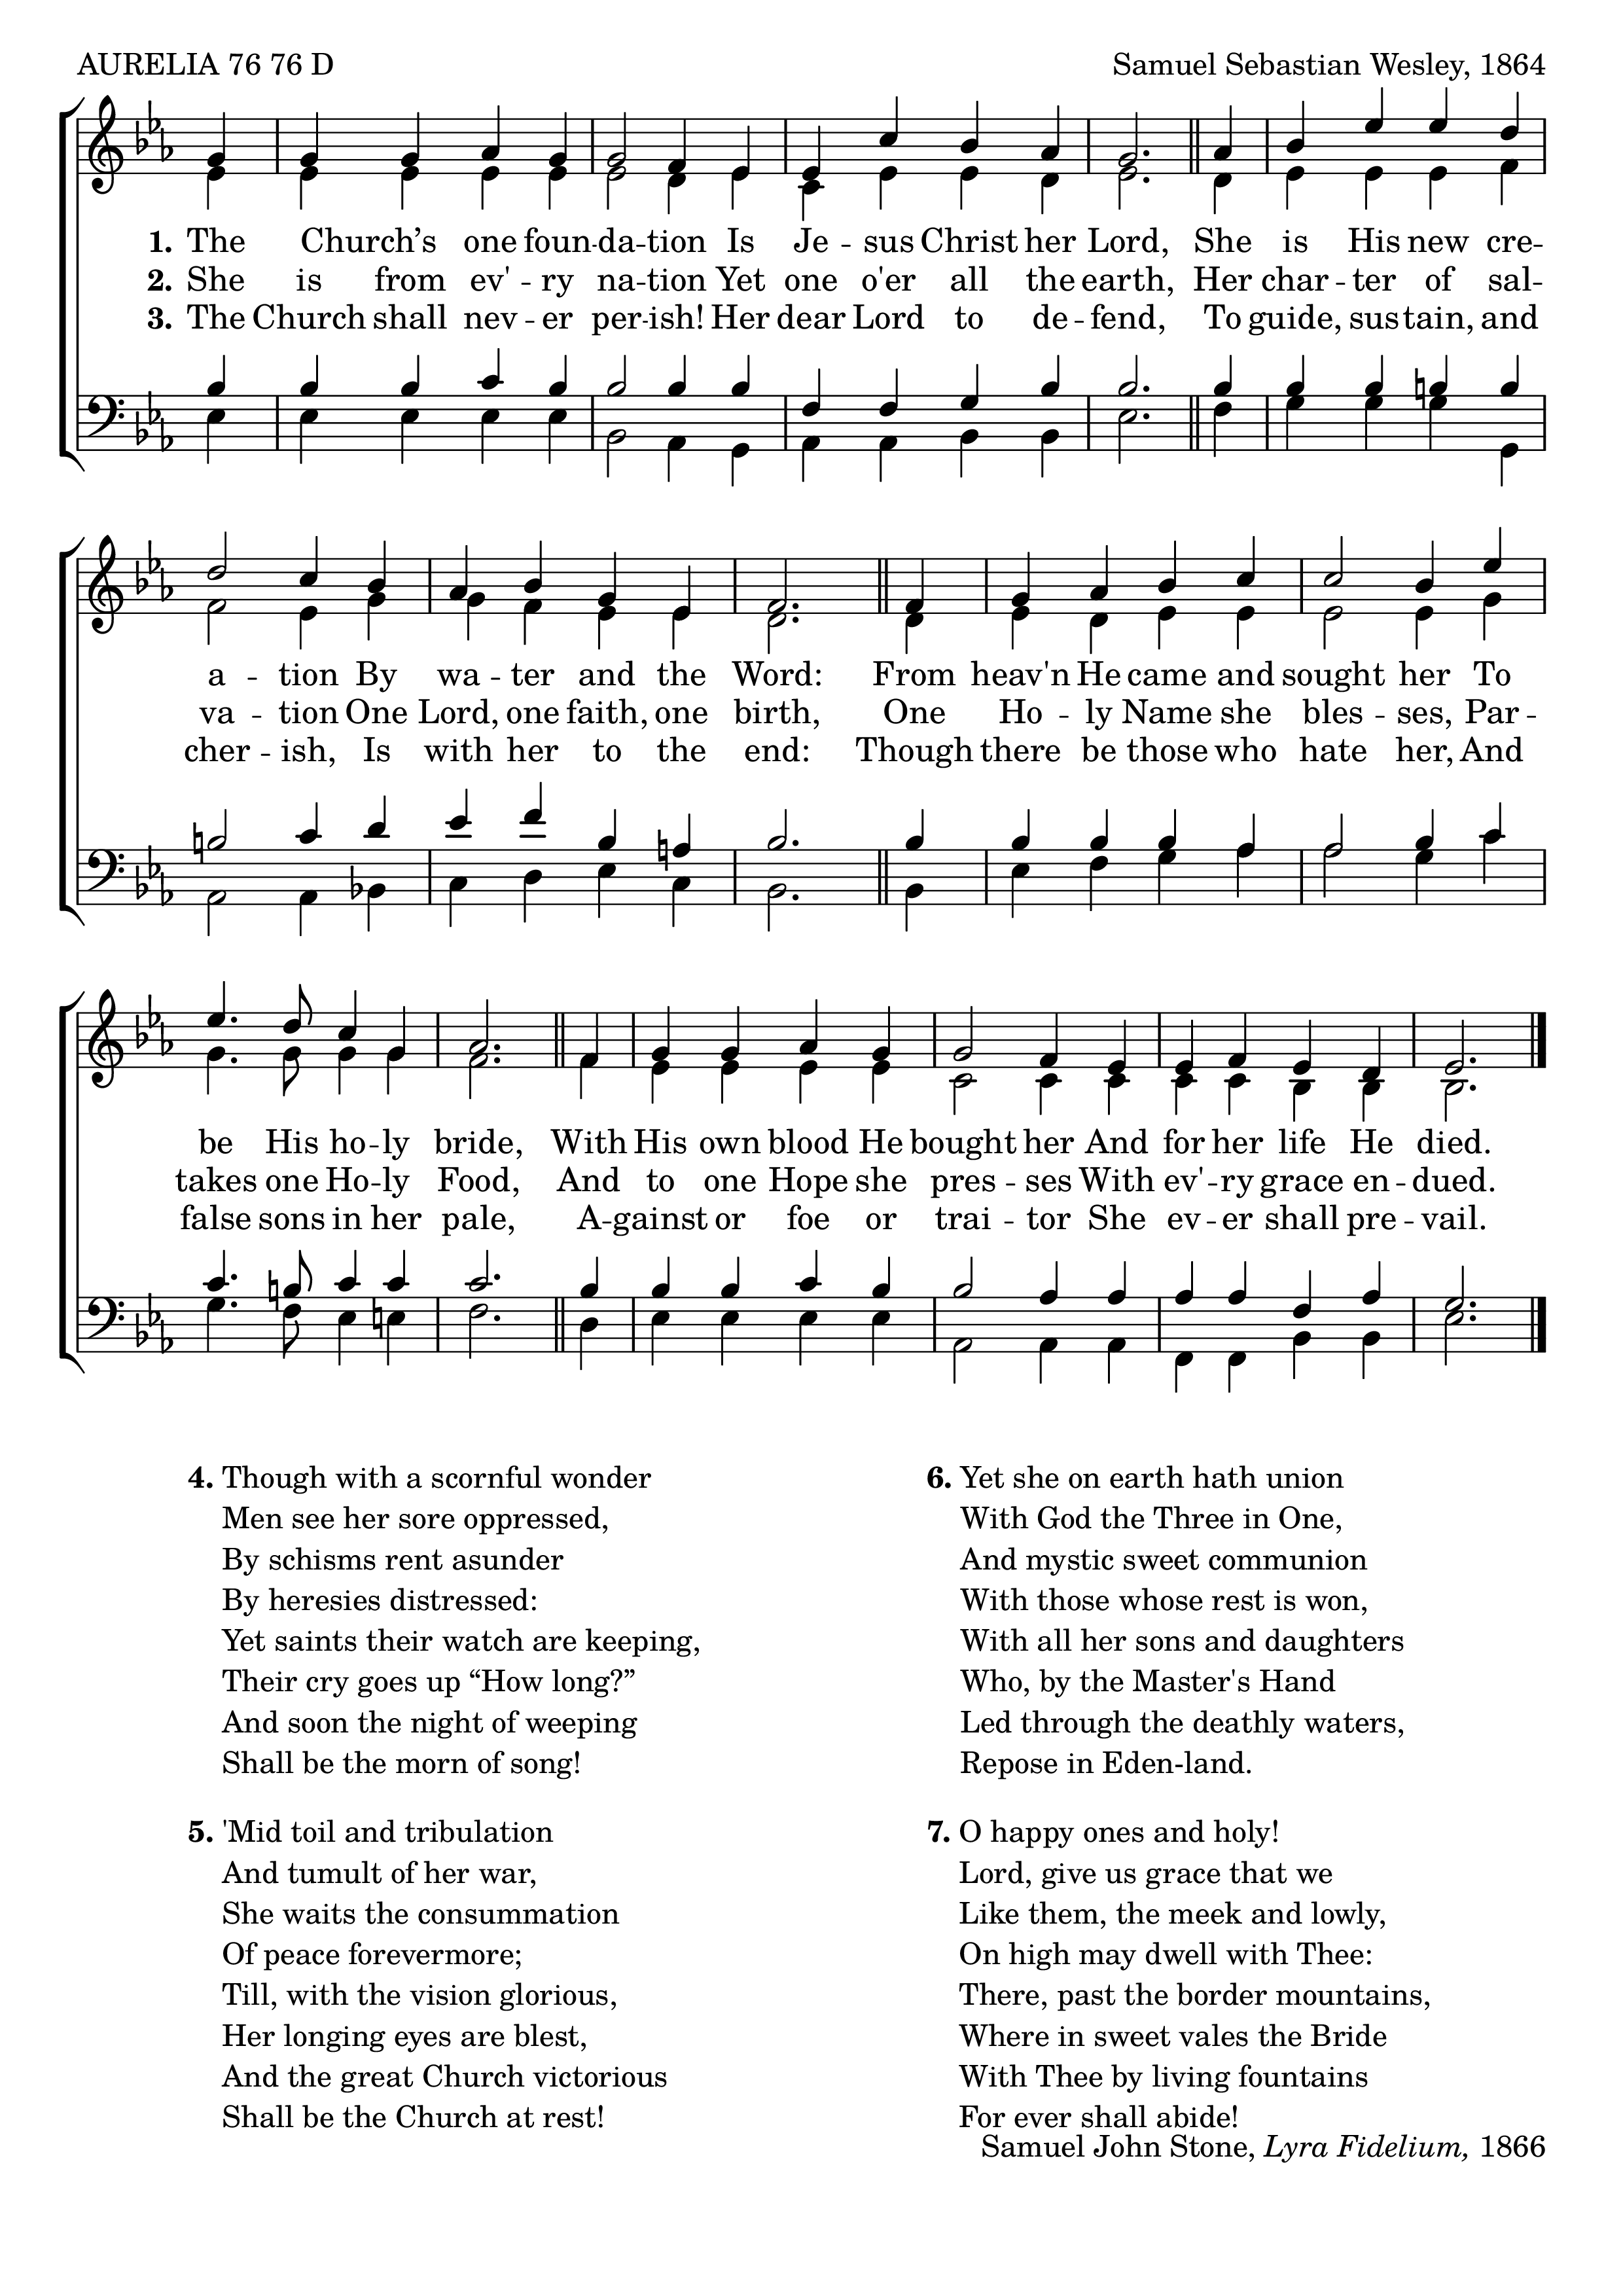 AURELIA 76 76 D
Samuel Sebastian Wesley, 1864
1. The Church’s one foun-da-tion Is Je-sus Christ her Lord, She is His new cre-
2. She is from ev'-ry na-tion Yet one o'er all the earth, Her char-ter of sal-
3. The Church shall nev-er per-ish! Her dear Lord to de-fend, To guide, sus-tain, and
a-tion By wa-ter and the Word: From heav'n He came and sought her To
va-tion One Lord, one faith, one birth, One Ho-ly Name she bles-ses, Par-
cher-ish, Is with her to the end: Though there be those who hate her, And
be His ho-ly bride, With His own blood He bought her And for her life He died.
takes one Ho-ly Food, And to one Hope she pres-ses With ev'-ry grace en-dued.
false sons in her pale, A-gainst or foe or trai-tor She ev-er shall pre-vail.
4. Though with a scornful wonder
Men see her sore oppressed,
By schisms rent asunder
By heresies distressed:
Yet saints their watch are keeping,
Their cry goes up “How long?”
And soon the night of weeping
Shall be the morn of song!
5. 'Mid toil and tribulation
And tumult of her war,
She waits the consummation
Of peace forevermore;
Till, with the vision glorious,
Her longing eyes are blest,
And the great Church victorious
Shall be the Church at rest!
6. Yet she on earth hath union
With God the Three in One,
And mystic sweet communion
With those whose rest is won,
With all her sons and daughters
Who, by the Master's Hand
Led through the deathly waters,
Repose in Eden-land.
7. O happy ones and holy!
Lord, give us grace that we
Like them, the meek and lowly,
On high may dwell with Thee:
There, past the border mountains,
Where in sweet vales the Bride
With Thee by living fountains
For ever shall abide!
Samuel John Stone, Lyra Fidelium, 1866